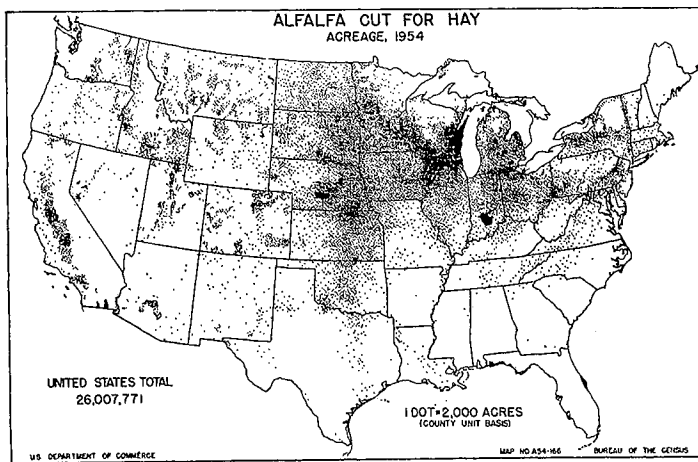 ALFALFA CUT FOR HAY
ACREAGE, 1954
UNITED STATES TOTAL
26,007,771
1 DOT=2,000 ACRES
(COUNTY UNIT BASIS)
US DEPARTMENT OF COMMERCE
MAP NO. A54-166
BUREAU OF THE CENSUS